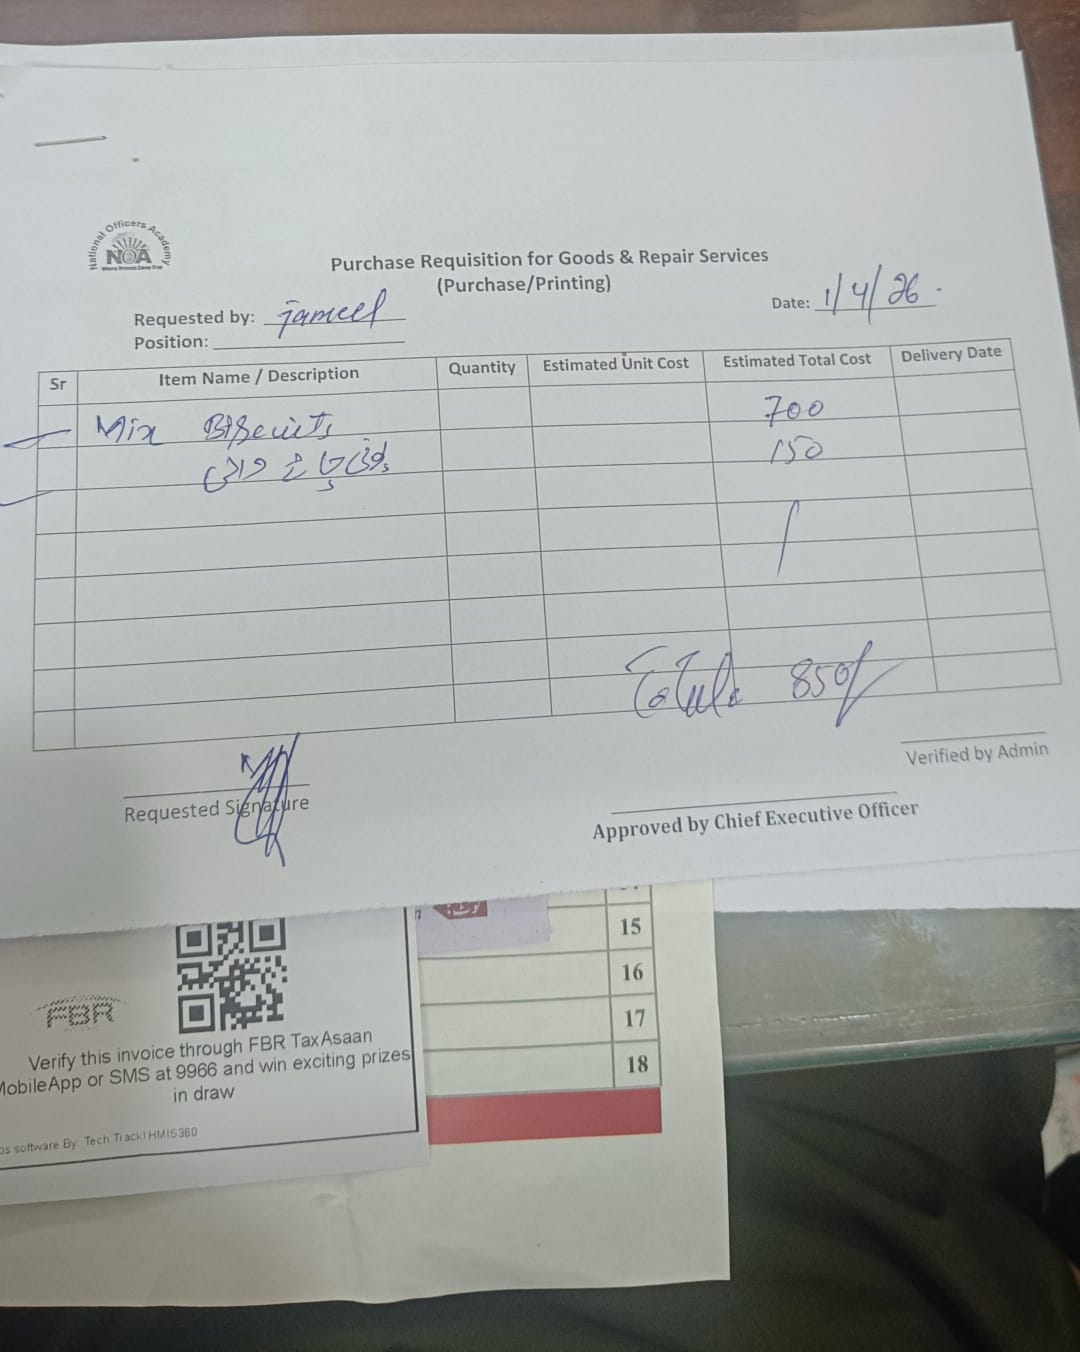 National Officers Academy
NOA
Purchase Requisition for Goods & Repair Services
(Purchase/Printing)
Requested by: jameel
Date: 1/4/26
Position:
Sr Item Name / Description Quantity Estimated Unit Cost Estimated Total Cost Delivery Date
Mix Biscuits 700
150
Total 850/
Requested Signature
Verified by Admin
Approved by Chief Executive Officer
15
16
17
18
FBR
Verify this invoice through FBR TaxAsaan
MobileApp or SMS at 9966 and win exciting prizes
in draw
software By Tech Track HMIS360